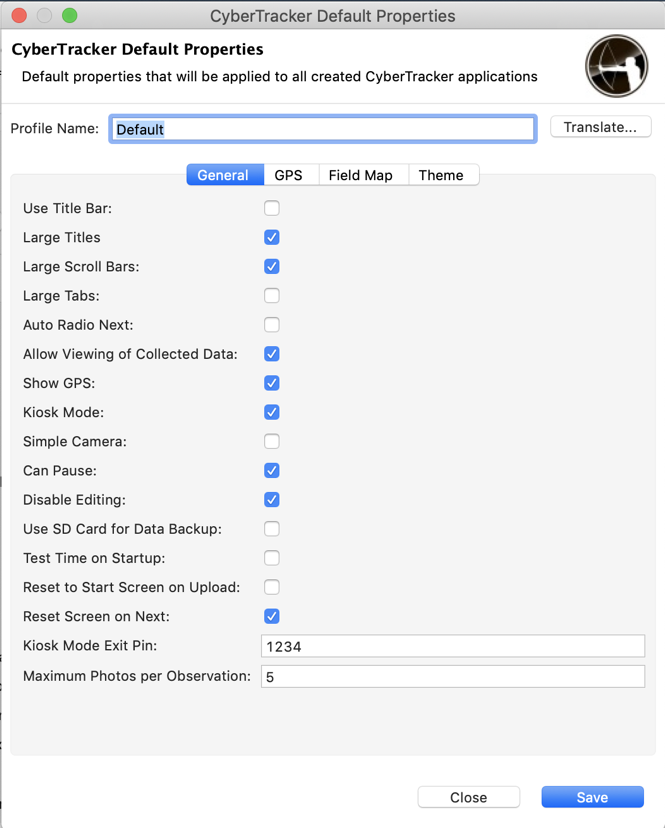 CyberTracker Default Properties
CyberTracker Default Properties
Default properties that will be applied to all created CyberTracker applications
Profile Name: Default Translate...
General GPS Field Map Theme
Use Title Bar:
Large Titles
Large Scroll Bars:
Large Tabs:
Auto Radio Next:
Allow Viewing of Collected Data:
Show GPS:
Kiosk Mode:
Simple Camera:
Can Pause:
Disable Editing:
Use SD Card for Data Backup:
Test Time on Startup:
Reset to Start Screen on Upload:
Reset Screen on Next:
Kiosk Mode Exit Pin: 1234
Maximum Photos per Observation: 5
Close Save